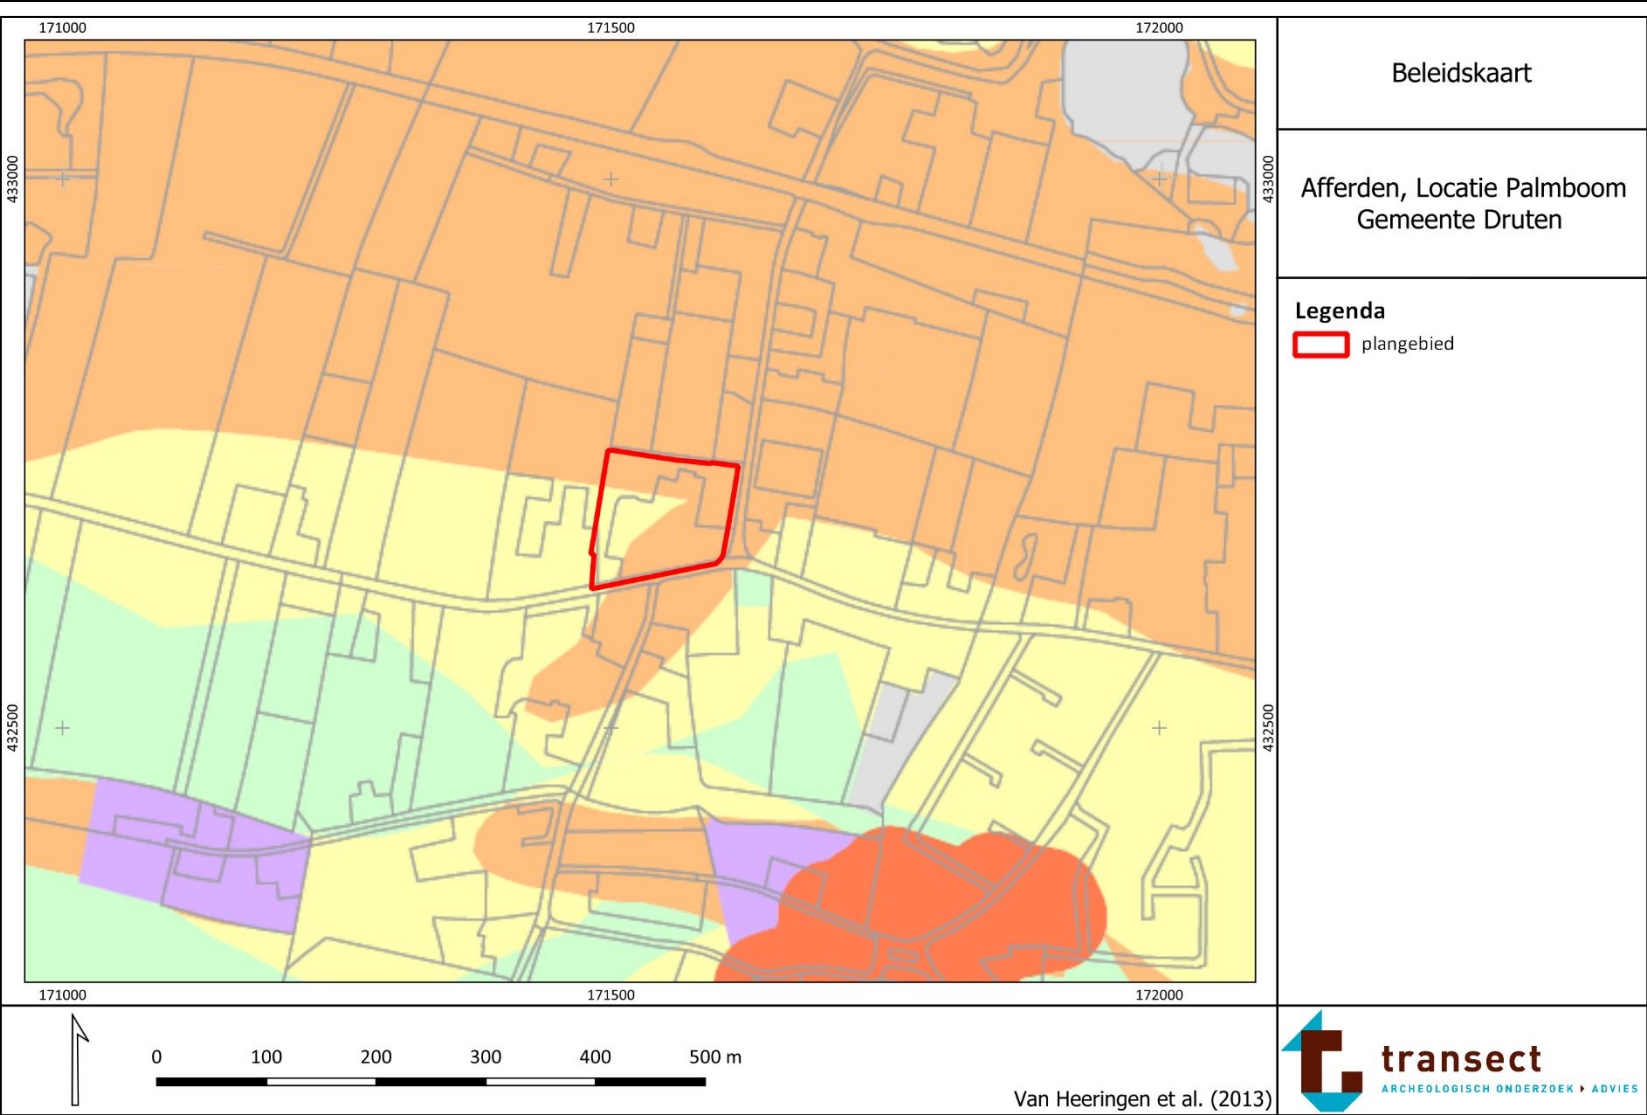 171000
171500
172000
433000
433000
432500
432500
171000
171500
172000
Beleidskaart
Afferden, Locatie Palmboom
Gemeente Druten
Legenda
plangebied
0
100
200
300
400
500 m
Van Heeringen et al. (2013)
transect
ARCHEOLOGISCH ONDERZOEK ADVIES